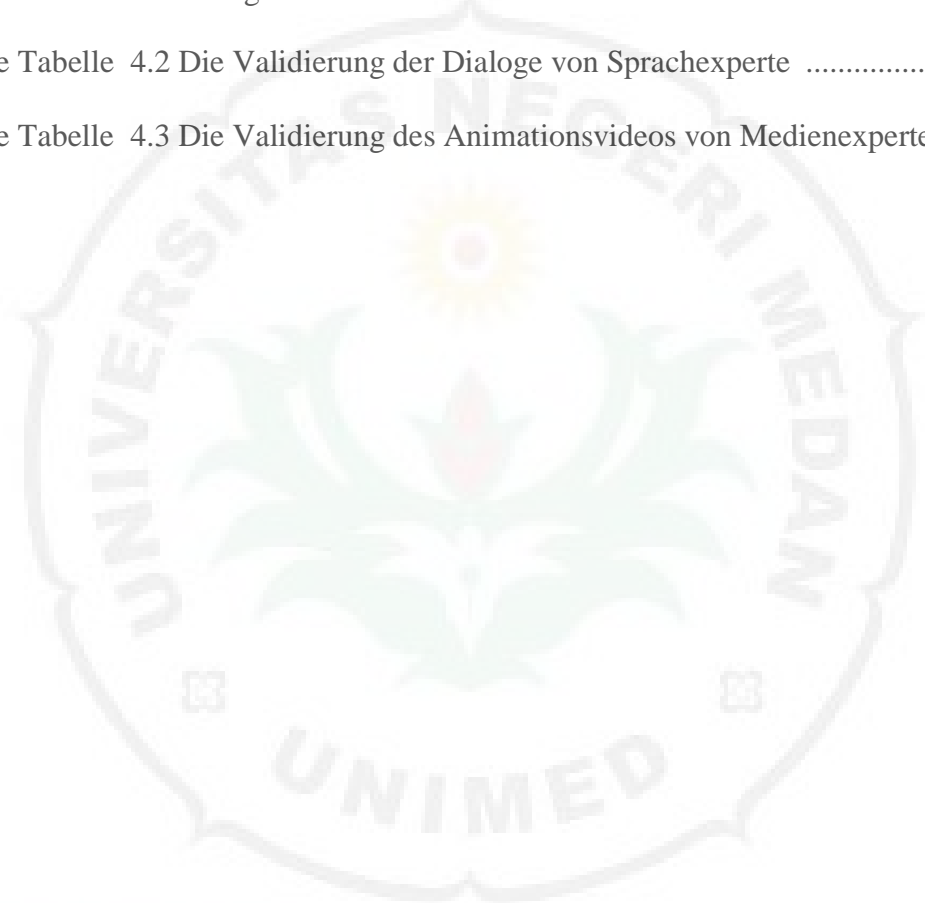 e Tabelle 4.2 Die Validierung der Dialoge von Sprachexperte ...............
e Tabelle 4.3 Die Validierung des Animationsvideos von Medienexperte
UNIVERSITAS NEGERI MEDAN
UNIMED